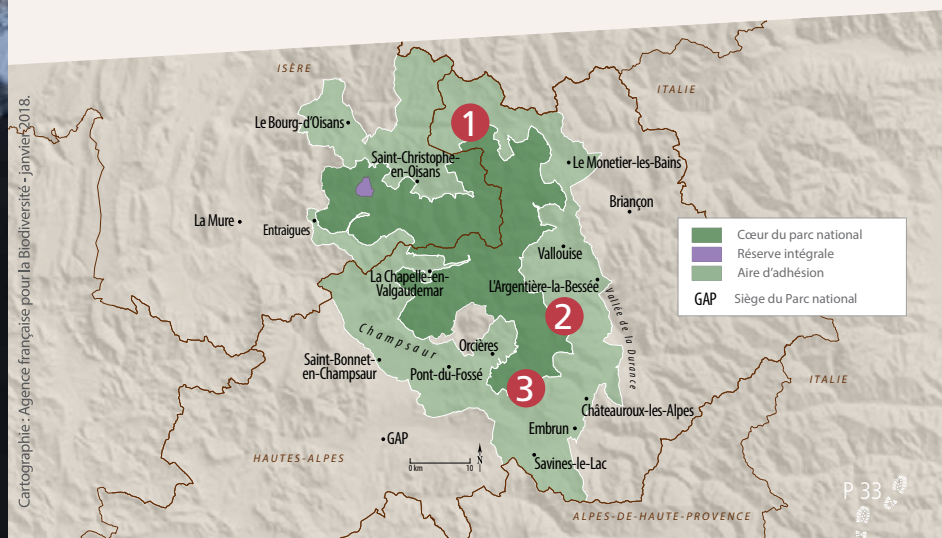 Cartographie : Agence française pour la Biodiversité - janvier 2018.
ISÈRE
ITALIE
1
Le Bourg-d'Oisans
Saint-Christophe-
en-Oisans
Le Monetier-les-Bains
Briançon
La Mure
Entraigues
Cœur du parc national
Réserve intégrale
Aire d'adhésion
GAP Siège du Parc national
Vallouise
La Chapelle-en-
Valgaudemar
L'Argentière-la-Bessée
Vallée de la Durance
2
Champsaur
Orcières
Saint-Bonnet-
en-Champsaur
Pont-du-Fossé
3
ITALIE
Châteauroux-les-Alpes
Embrun
GAP
HAUTES-ALPES
0 km 10
N
Savines-le-Lac
P 33
ALPES-DE-HAUTE-PROVENCE